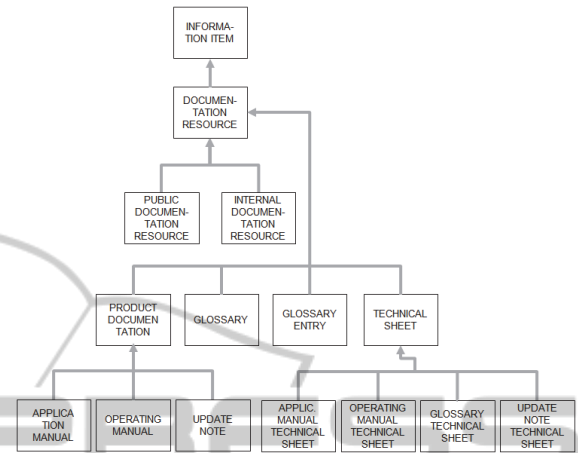 INFORMA-
TION ITEM
DOCUMEN-
TATION
RESOURCE
PUBLIC
DOCUMEN-
TATION
RESOURCE
INTERNAL
DOCUMEN-
TATION
RESOURCE
PRODUCT
DOCUMEN
TATION
GLOSSARY
GLOSSARY
ENTRY
TECHNICAL
SHEET
APPLICA
TION
MANUAL
OPERATING
MANUAL
UPDATE
NOTE
APPLIC.
MANUAL
TECHNICAL
SHEET
OPERATING
MANUAL
TECHNICAL
SHEET
GLOSSARY
TECHNICAL
SHEET
UPDATE
NOTE
TECHNICAL
SHEET